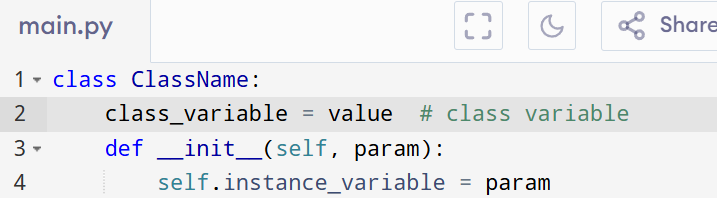 main.py Share
1 class ClassName:
2     class_variable = value  # class variable
3     def __init__(self, param):
4         self.instance_variable = param